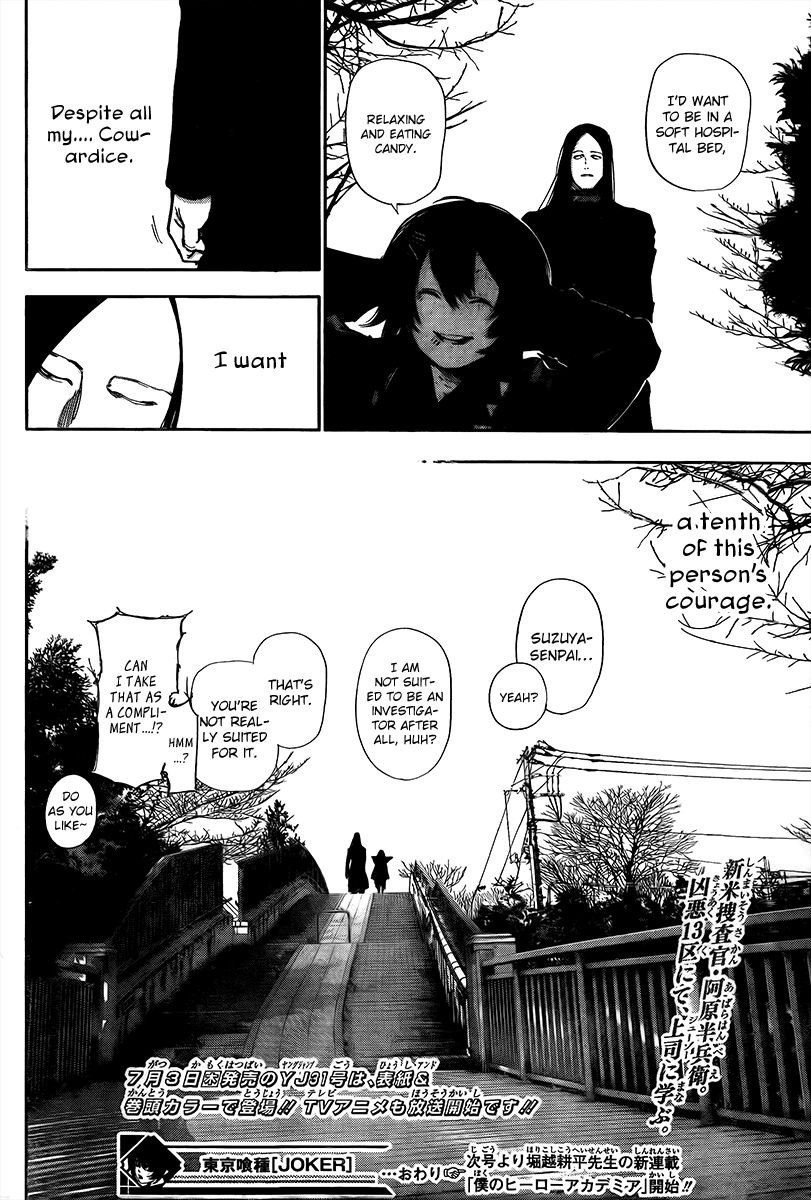 I'D WANT
TO BE IN A
SOFT HOSPI-
TAL BED,
RELAXING
AND EATING
CANDY.
Despite all
my.... Cow-
ardice.
I want
a tenth
of this
person's
courage.
SUZUYA-
SENPAI...
YEAH?
I AM
NOT SUIT-
ED TO BE AN
INVESTIGA-
TOR AFTER
ALL, HUH?
THAT'S
RIGHT.
YOU'RE
NOT REAL-
LY SUITED
FOR IT.
CAN
I TAKE
THAT AS
A COMPLI-
MENT...!?
HMM
...?
DO
AS YOU
LIKE~
新米捜査官・阿原半兵衛。
凶悪13区にて、上司に学ぶ。
7月3日木発売のYJ31号は、表紙&
巻頭カラーで登場!! TVアニメも放送開始です!!
東京喰種[JOKER]
…おわり☞
次号より堀越耕平先生の新連載
「僕のヒーローアカデミア」開始!!